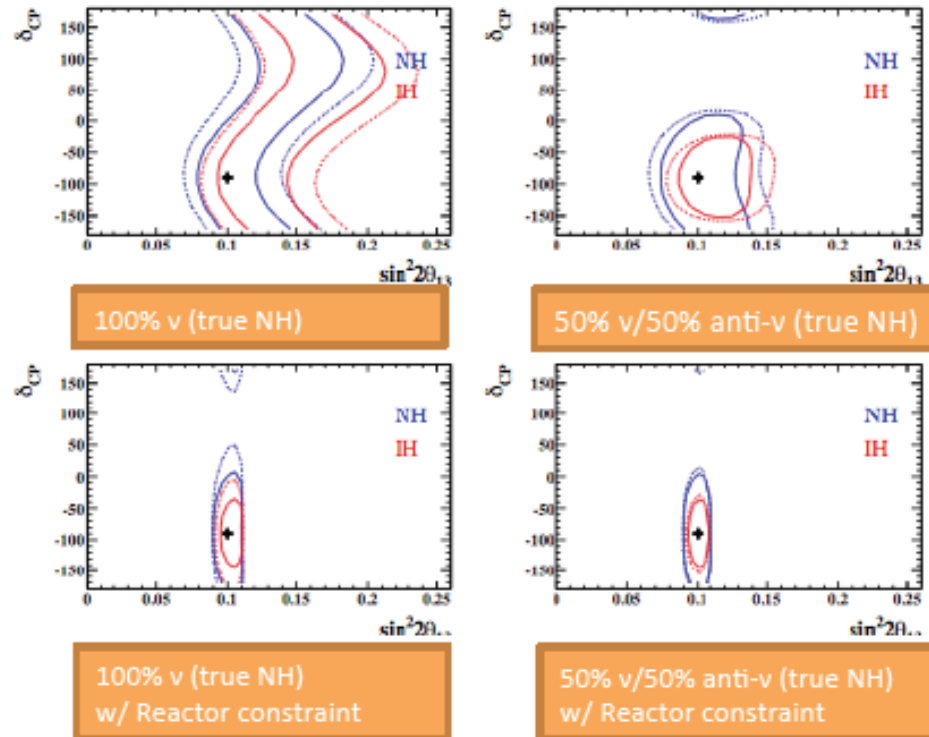 δCP
150
100
50
0
-50
-100
-150
NH
IH
0 0.05 0.1 0.15 0.2 0.25
sin²2θ13
100% ν (true NH)
δCP
150
100
50
0
-50
-100
-150
NH
IH
0 0.05 0.1 0.15 0.2 0.25
sin²2θ13
50% ν/50% anti-ν (true NH)
δCP
150
100
50
0
-50
-100
-150
NH
IH
0 0.05 0.1 0.15 0.2 0.25
sin²2θ
100% ν (true NH)
w/ Reactor constraint
δCP
150
100
50
0
-50
-100
-150
NH
IH
0 0.05 0.1 0.15 0.2 0.25
sin²2θ
50% ν/50% anti-ν (true NH)
w/ Reactor constraint